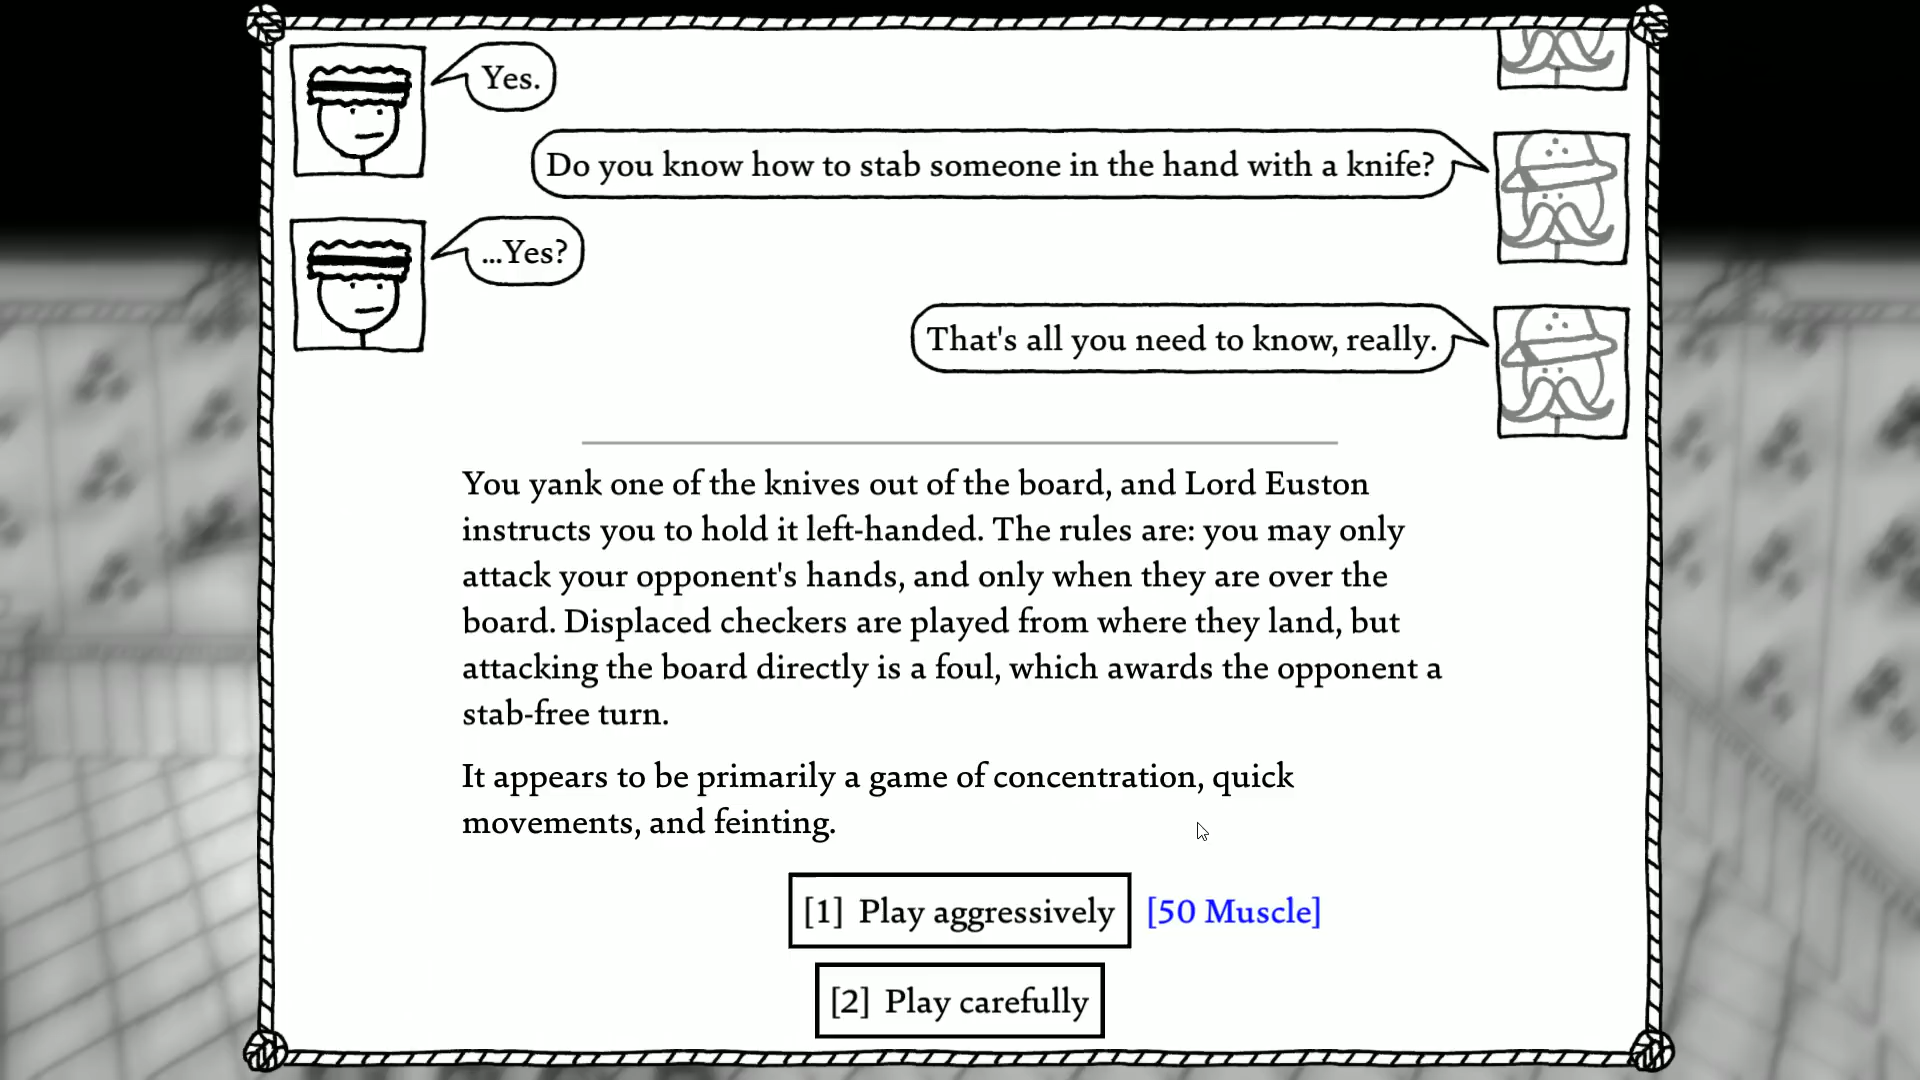 Yes.
Do you know how to stab someone in the hand with a knife?
...Yes?
That's all you need to know, really.
You yank one of the knives out of the board, and Lord Euston
instructs you to hold it left-handed. The rules are: you may only
attack your opponent's hands, and only when they are over the
board. Displaced checkers are played from where they land, but
attacking the board directly is a foul, which awards the opponent a
stab-free turn.
It appears to be primarily a game of concentration, quick
movements, and feinting.
[1] Play aggressively [50 Muscle]
[2] Play carefully